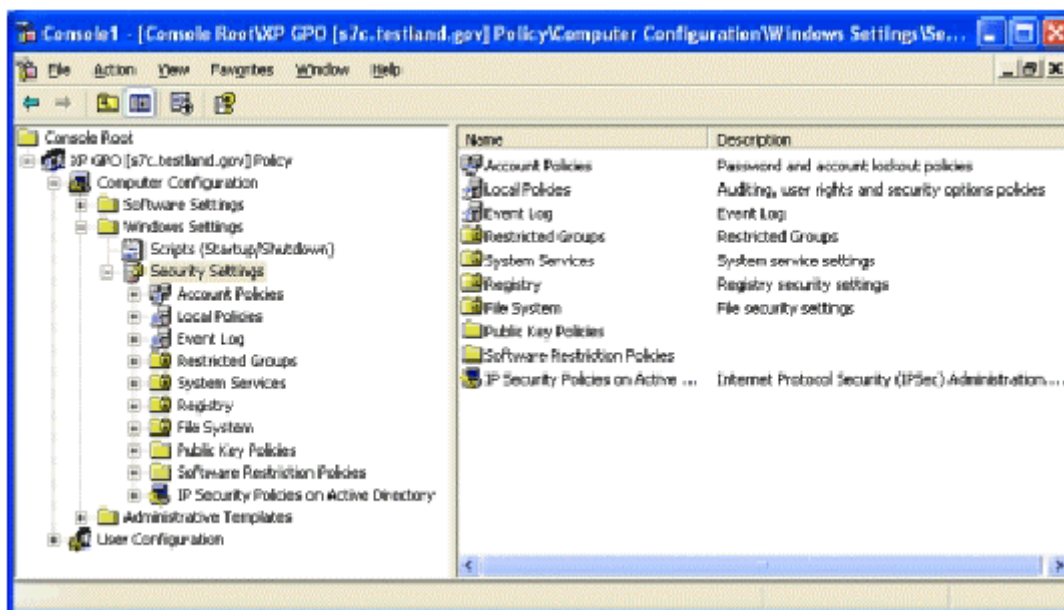 Console1 - [Console Root\XP GPO [s7c.testland.gov] Policy\Computer Configuration\Windows Settings\Se...
File Action View Favorites Window Help
Console Root
XP GPO [s7c.testland.gov] Policy
Computer Configuration
Software Settings
Windows Settings
Scripts (Startup/Shutdown)
Security Settings
Account Policies
Local Policies
Event Log
Restricted Groups
System Services
Registry
File System
Public Key Policies
Software Restriction Policies
IP Security Policies on Active Directory
Administrative Templates
User Configuration
Name Description
Account Policies Password and account lockout policies
Local Policies Auditing, user rights and security options policies
Event Log Event Log
Restricted Groups Restricted Groups
System Services System service settings
Registry Registry security settings
File System File security settings
Public Key Policies
Software Restriction Policies
IP Security Policies on Active ... Internet Protocol Security (IPSec) Administration....